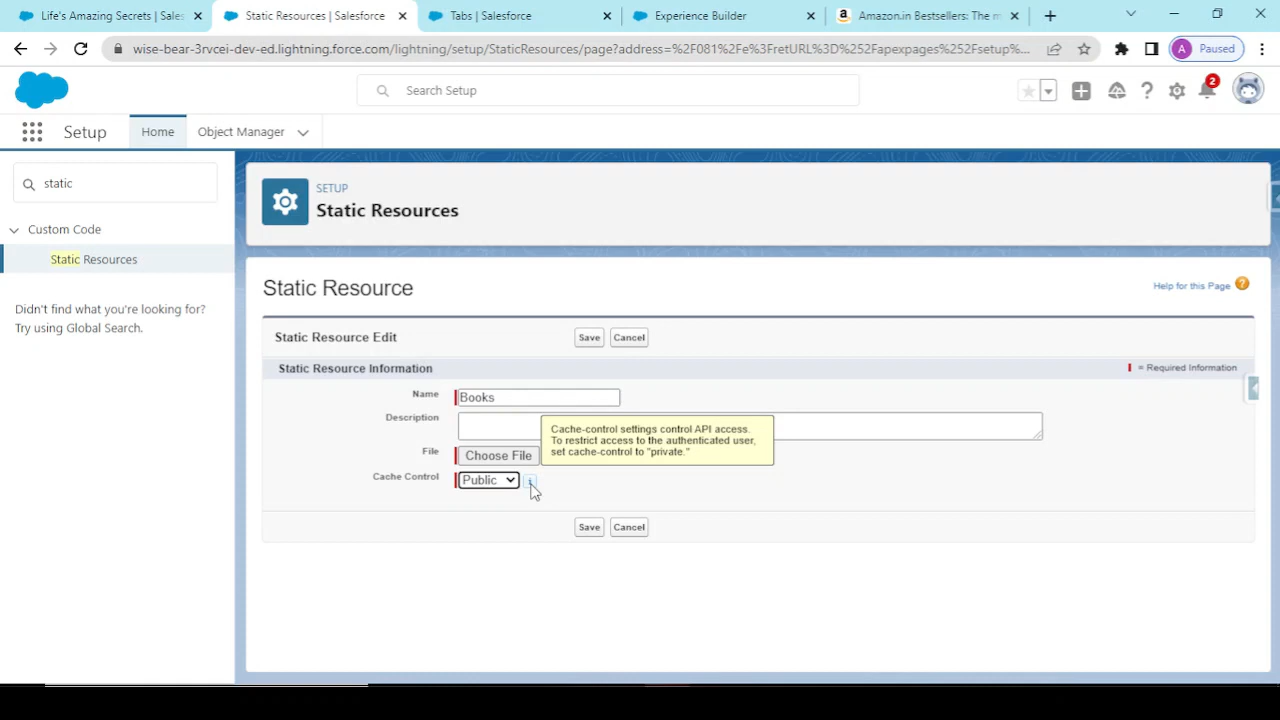 Life's Amazing Secrets | Sales
Static Resources | Salesforce
Tabs | Salesforce
Experience Builder
Amazon.in Bestsellers: The m
wise-bear-3rvcei-dev-ed.lightning.force.com/lightning/setup/StaticResources/page?address=%2F081%2Fe%3FretURL%3D%252Fapexpages%252Fsetup%...
A Paused
Search Setup
2
Setup
Home
Object Manager
static
Custom Code
Static Resources
Didn't find what you're looking for?
Try using Global Search.
SETUP
Static Resources
Static Resource
Help for this Page ?
Static Resource Edit
Save
Cancel
Static Resource Information
= Required Information
Name
Books
Description
Cache-control settings control API access.
To restrict access to the authenticated user,
set cache-control to "private."
File
Choose File
Cache Control
Public
Save
Cancel